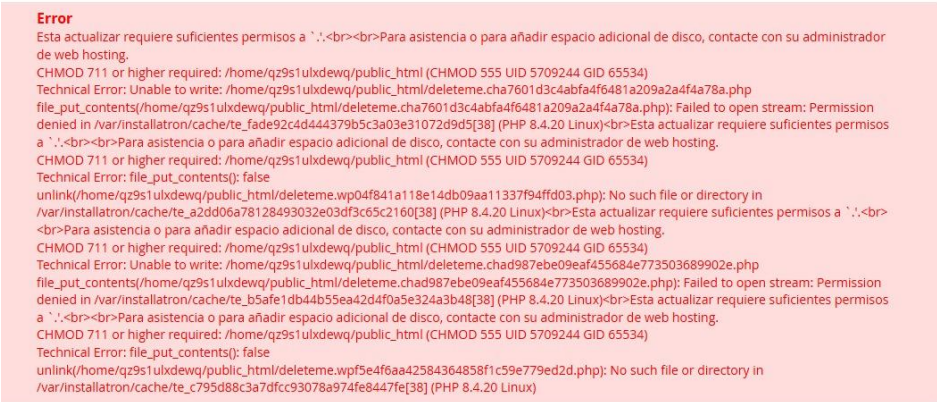 Error
Esta actualizar requiere suficientes permisos a `.'.<br><br>Para asistencia o para añadir espacio adicional de disco, contacte con su administrador
de web hosting.
CHMOD 711 or higher required: /home/qz9s1ulxdewq/public_html (CHMOD 555 UID 5709244 GID 65534)
Technical Error: Unable to write: /home/qz9s1ulxdewq/public_html/deleteme.cha7601d3c4abfa4f6481a209a2a4f4a78a.php
file_put_contents(/home/qz9s1ulxdewq/public_html/deleteme.cha7601d3c4abfa4f6481a209a2a4f4a78a.php): Failed to open stream: Permission
denied in /var/installatron/cache/te_fade92c4d444379b5c3a03e31072d9d5[38] (PHP 8.4.20 Linux)<br>Esta actualizar requiere suficientes permisos
a `.'.<br><br>Para asistencia o para añadir espacio adicional de disco, contacte con su administrador de web hosting.
CHMOD 711 or higher required: /home/qz9s1ulxdewq/public_html (CHMOD 555 UID 5709244 GID 65534)
Technical Error: file_put_contents(): false
unlink(/home/qz9s1ulxdewq/public_html/deleteme.wp04f841a118e14db09aa11337f94ffd03.php): No such file or directory in
/var/installatron/cache/te_a2dd06a78128493032e03df3c65c2160[38] (PHP 8.4.20 Linux)<br>Esta actualizar requiere suficientes permisos a `.'.<br>
<br>Para asistencia o para añadir espacio adicional de disco, contacte con su administrador de web hosting.
CHMOD 711 or higher required: /home/qz9s1ulxdewq/public_html (CHMOD 555 UID 5709244 GID 65534)
Technical Error: Unable to write: /home/qz9s1ulxdewq/public_html/deleteme.chad987ebe09eaf455684e773503689902e.php
file_put_contents(/home/qz9s1ulxdewq/public_html/deleteme.chad987ebe09eaf455684e773503689902e.php): Failed to open stream: Permission
denied in /var/installatron/cache/te_b5afe1db44b55ea42d4f0a5e324a3b48[38] (PHP 8.4.20 Linux)<br>Esta actualizar requiere suficientes permisos
a `.'.<br><br>Para asistencia o para añadir espacio adicional de disco, contacte con su administrador de web hosting.
CHMOD 711 or higher required: /home/qz9s1ulxdewq/public_html (CHMOD 555 UID 5709244 GID 65534)
Technical Error: file_put_contents(): false
unlink(/home/qz9s1ulxdewq/public_html/deleteme.wpf5e4f6aa42584364858f1c59e779ed2d.php): No such file or directory in
/var/installatron/cache/te_c795d88c3a7dfcc93078a974fe8447fe[38] (PHP 8.4.20 Linux)